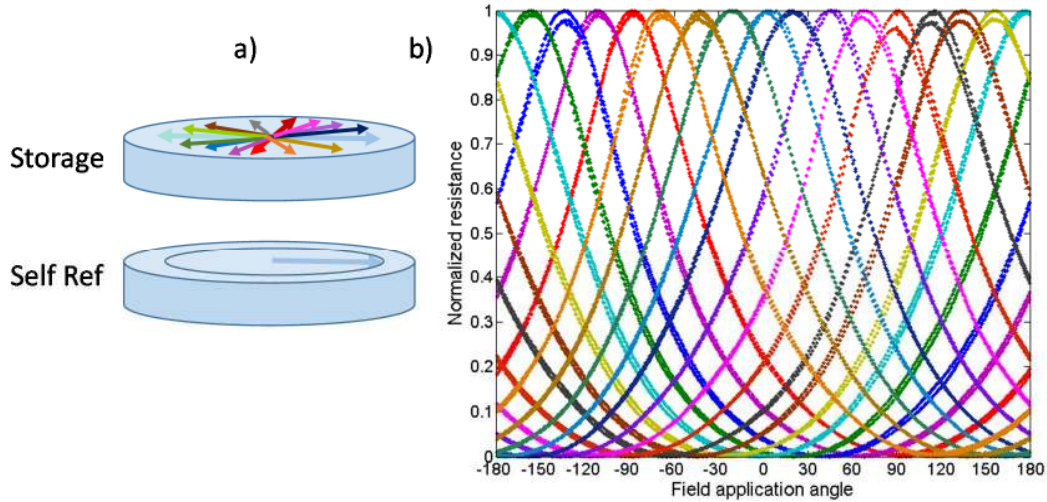 a)
b)
Storage
Self Ref
Normalized resistance
1
0.9
0.8
0.7
0.6
0.5
0.4
0.3
0.2
0.1
0
-180 -150 -120 -90 -60 -30 0 30 60 90 120 150 180
Field application angle